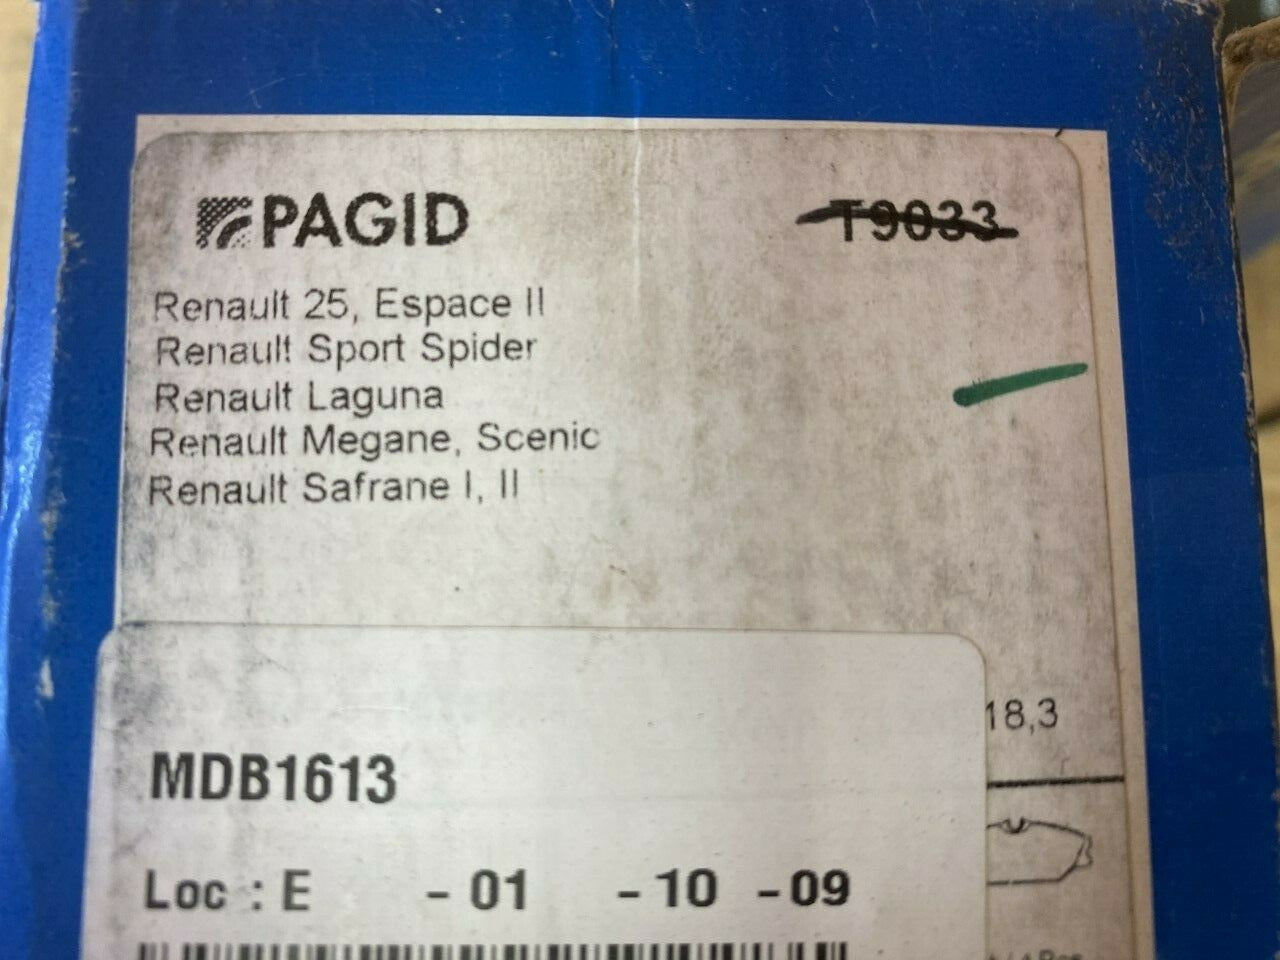 PAGID
T9033
Renault 25, Espace II
Renault Sport Spider
Renault Laguna
Renault Megane, Scenic
Renault Safrane I, II
18,3
MDB1613
Loc : E - 01 - 10 - 09